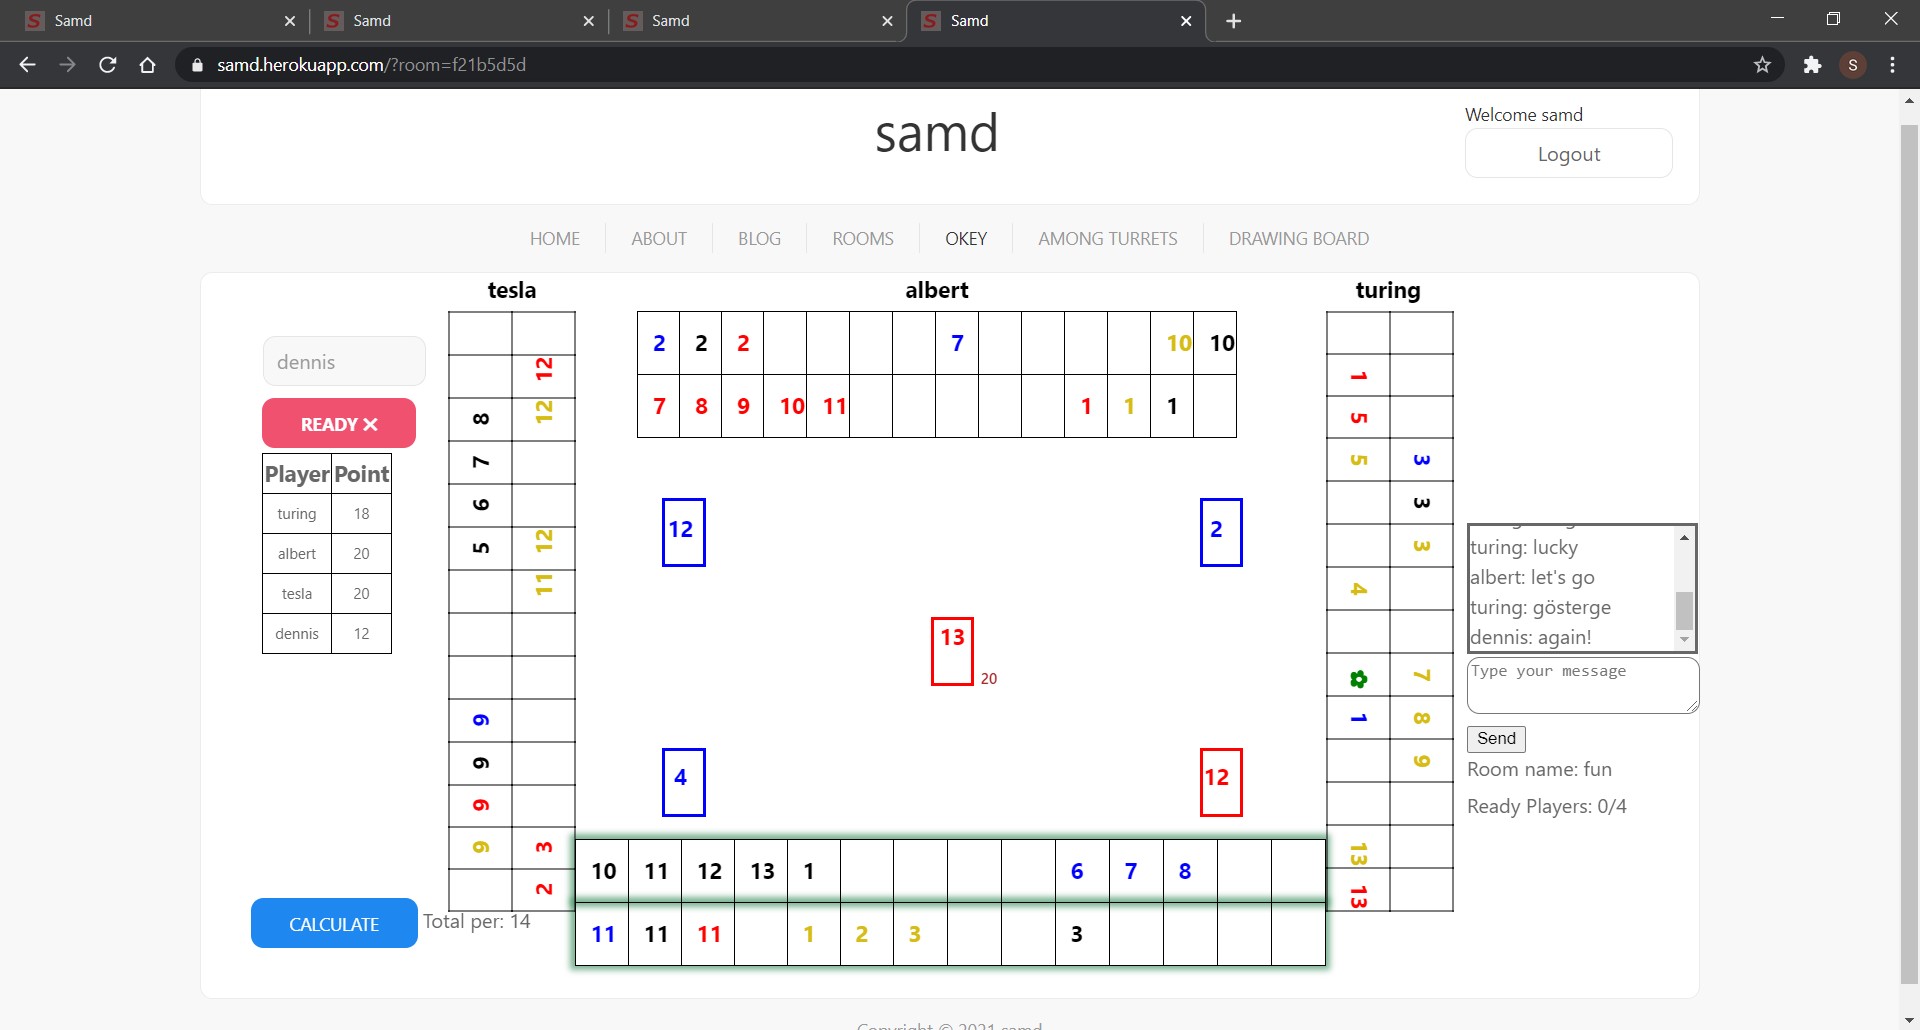 Samd
Samd
Samd
Samd
samd.herokuapp.com/?room=f21b5d5d
S
samd
Welcome samd
Logout
HOME
ABOUT
BLOG
ROOMS
OKEY
AMONG TURRETS
DRAWING BOARD
tesla
albert
turing
dennis
READY ✕
Player Point
turing 18
albert 20
tesla 20
dennis 12
12
8 12
7
6
5 12
11
6
6
6
6 3
2
2 2 2 7 10 10
7 8 9 10 11 1 1 1
12
2
13
20
4
12
1
5
5 3
3
3
4
7
1 8
9
13
13
turing: lucky
albert: let's go
turing: gösterge
dennis: again!
Type your message
Send
Room name: fun
Ready Players: 0/4
10 11 12 13 1 6 7 8
11 11 11 1 2 3 3
CALCULATE
Total per: 14
Copyright © 2021 samd